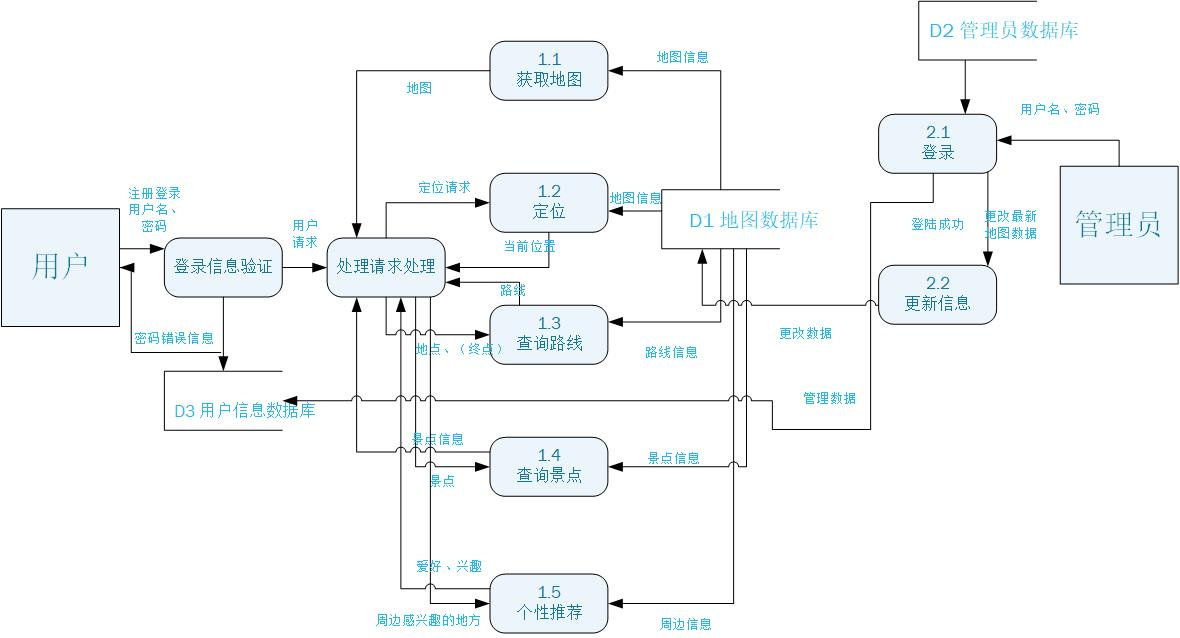 D2 管理员数据库
1.1
获取地图
地图信息
地图
用户名、密码
2.1
登录
注册登录
用户名、
密码
定位请求
1.2
定位
地图信息
D1 地图数据库
登陆成功
更改最新
地图数据
管理员
用户
登录信息验证
用户
请求
处理请求处理
当前位置
路线
2.2
更新信息
1.3
查询路线
密码错误信息
地点、（终点）
路线信息
更改数据
D3 用户信息数据库
管理数据
景点信息
1.4
查询景点
景点信息
景点
爱好、兴趣
1.5
个性推荐
周边感兴趣的地方
周边信息